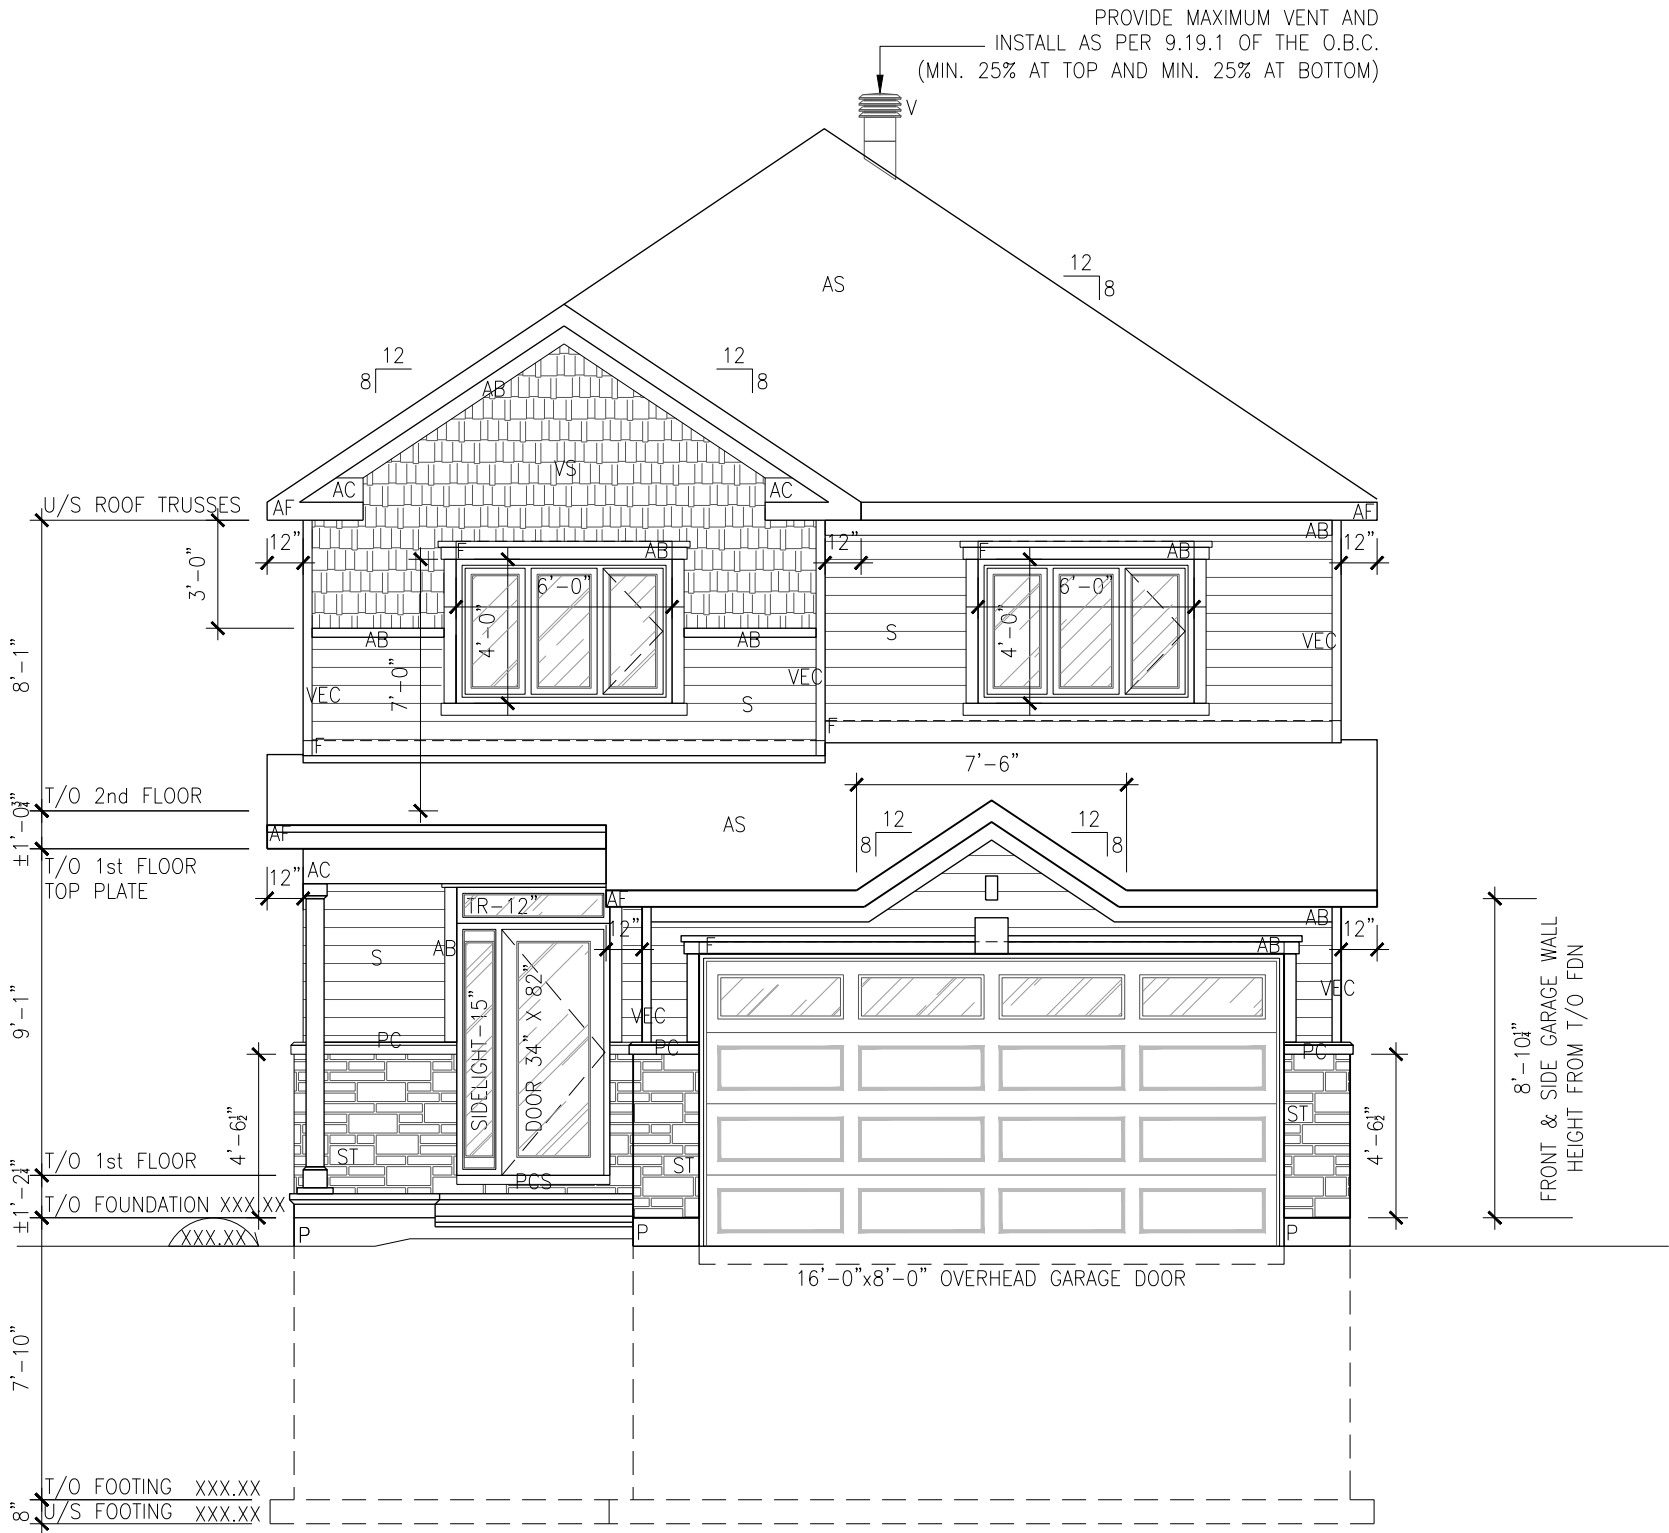 PROVIDE MAXIMUM VENT AND
INSTALL AS PER 9.19.1 OF THE O.B.C.
(MIN. 25% AT TOP AND MIN. 25% AT BOTTOM)
V
12
8
AS
12
8
12
8
AB
VS
AC
AC
U/S ROOF TRUSSES
AF
AF
AB
12"
12"
12"
F
AB
F
AB
3'-0"
6'-0"
6'-0"
4'-0"
4'-0"
AB
AB
S
VEC
8'-1"
7'-0"
VEC
VEC
S
F
F
7'-6"
T/O 2nd FLOOR
±1'-0¾"
AF
AS
12
8
12
8
T/O 1st FLOOR
TOP PLATE
AC
12"
TR-12"
AF
12"
AB
12"
S
AB
F
AB
VEC
VEC
9'-1"
SIDELIGHT-15"
DOOR 34" X 82"
PC
PC
PC
8'-10¼"
FRONT & SIDE GARAGE WALL
HEIGHT FROM T/O FDN
4'-6½"
4'-6½"
ST
ST
ST
T/O 1st FLOOR
PCS
±1'-2¼"
T/O FOUNDATION XXX.XX
XXX.XX
P
P
P
16'-0"x8'-0" OVERHEAD GARAGE DOOR
7'-10"
T/O FOOTING XXX.XX
U/S FOOTING XXX.XX
8"